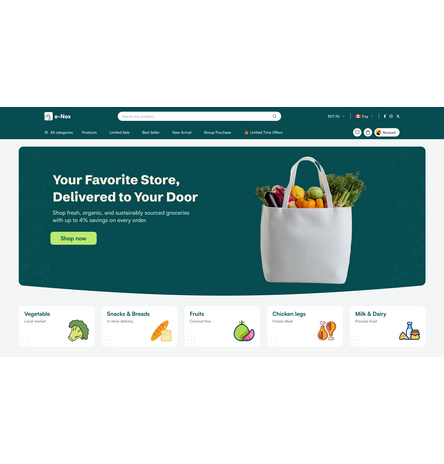 e-Nex
Search any product...
BDT (৳)
Eng
All categories
Products
Limited Sale
Best Seller
New Arrival
Group Purchase
Limited Time Offers
Account
Your Favorite Store,
Delivered to Your Door
Shop fresh, organic, and sustainably sourced groceries
with up to 4% savings on every order.
Shop now
Vegetable
Local market
Snacks & Breads
In store delivery
Fruits
Chemical free
Chicken legs
Frozen Meal
Milk & Dairy
Process food